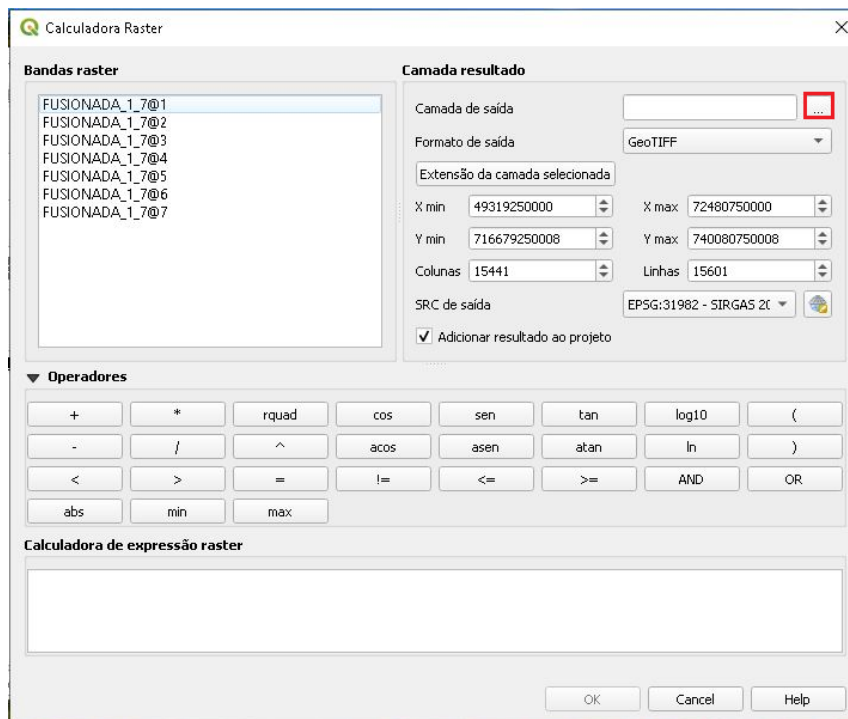 Calculadora Raster
Bandas raster
FUSIONADA_1_7@1
FUSIONADA_1_7@2
FUSIONADA_1_7@3
FUSIONADA_1_7@4
FUSIONADA_1_7@5
FUSIONADA_1_7@6
FUSIONADA_1_7@7
Camada resultado
Camada de saída ...
Formato de saída GeoTIFF
Extensão da camada selecionada
X min 49319250000 X max 72480750000
Y min 716679250008 Y max 740080750008
Colunas 15441 Linhas 15601
SRC de saída EPSG:31982 - SIRGAS 20
Adicionar resultado ao projeto
Operadores
+ * rquad cos sen tan log10 (
- / ^ acos asen atan ln )
< > = != <= >= AND OR
abs min max
Calculadora de expressão raster
OK Cancel Help